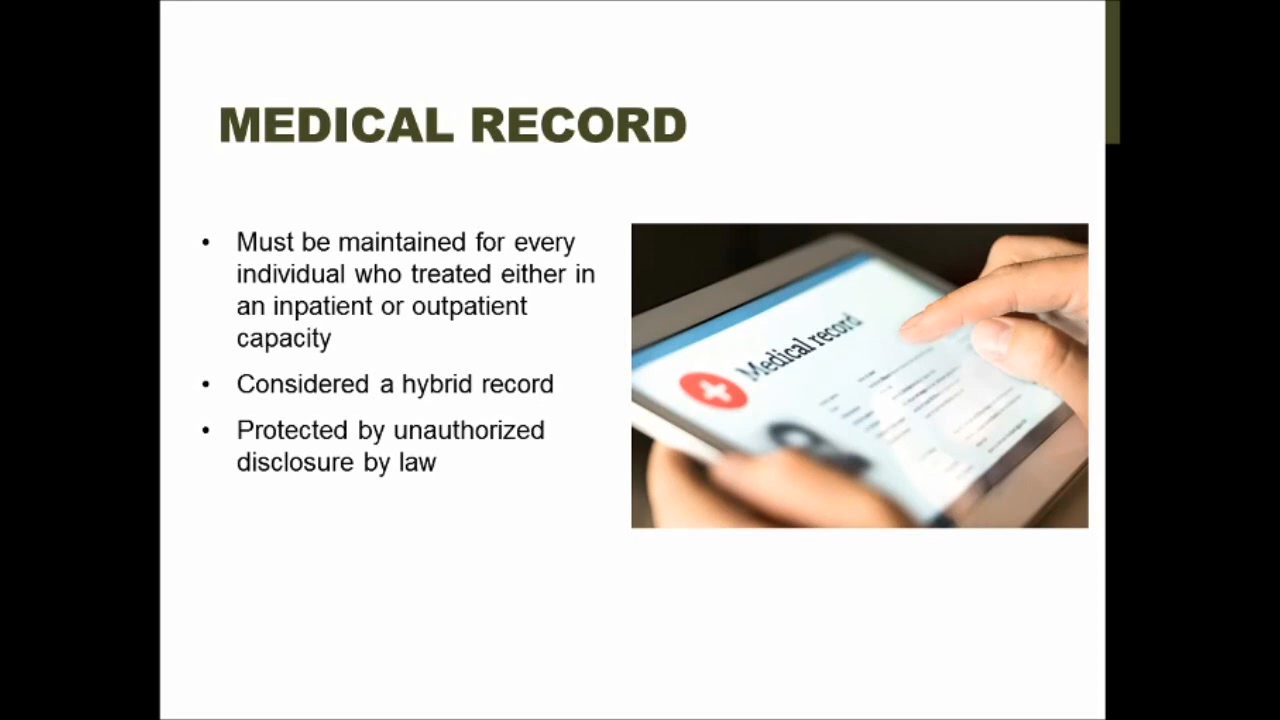 MEDICAL RECORD
• Must be maintained for every
individual who treated either in
an inpatient or outpatient
capacity
• Considered a hybrid record
• Protected by unauthorized
disclosure by law
Medical record